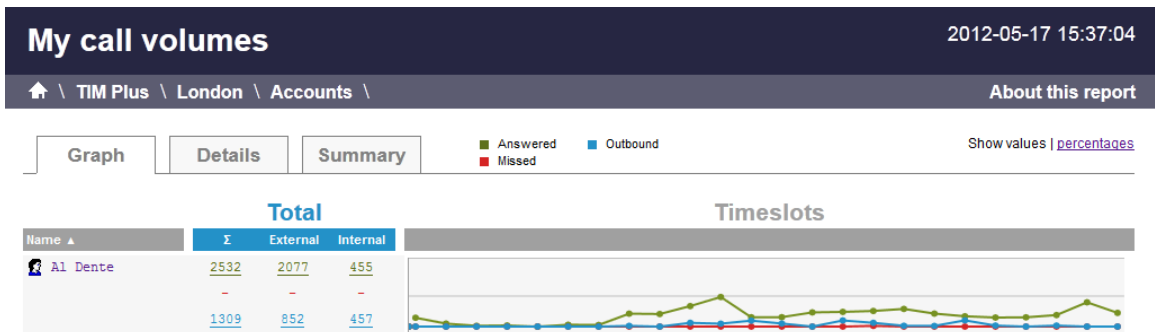 My call volumes
2012-05-17 15:37:04
\ TIM Plus \ London \ Accounts \
About this report
Graph
Details
Summary
Answered
Outbound
Missed
Show values | percentages
Total
Timeslots
Name ▲ Σ External Internal
Al Dente 2532 2077 455
- - -
1309 852 457